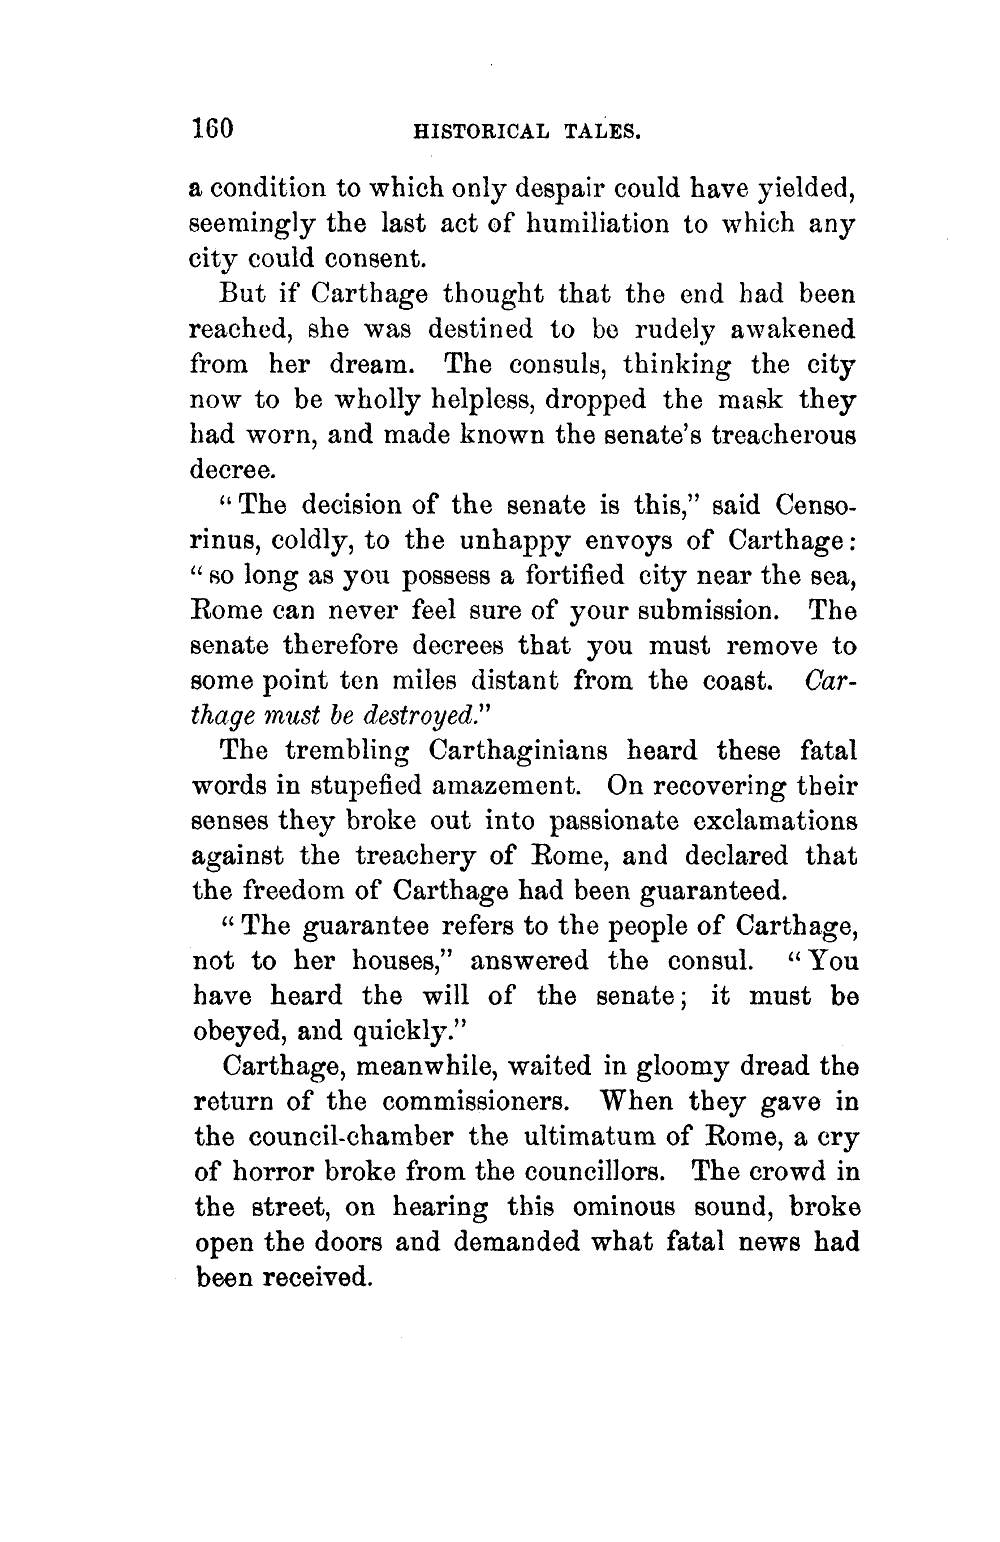 160 HISTORICAL TALES.
a condition to which only despair could have yielded,
seemingly the last act of humiliation to which any
city could consent.
But if Carthage thought that the end had been
reached, she was destined to be rudely awakened
from her dream. The consuls, thinking the city
now to be wholly helpless, dropped the mask they
had worn, and made known the senate's treacherous
decree.
“The decision of the senate is this,” said Censo-
rinus, coldly, to the unhappy envoys of Carthage:
“so long as you possess a fortified city near the sea,
Rome can never feel sure of your submission. The
senate therefore decrees that you must remove to
some point ten miles distant from the coast. Car-
thage must be destroyed.”
The trembling Carthaginians heard these fatal
words in stupefied amazement. On recovering their
senses they broke out into passionate exclamations
against the treachery of Rome, and declared that
the freedom of Carthage had been guaranteed.
“The guarantee refers to the people of Carthage,
not to her houses,” answered the consul. “You
have heard the will of the senate; it must be
obeyed, and quickly.”
Carthage, meanwhile, waited in gloomy dread the
return of the commissioners. When they gave in
the council-chamber the ultimatum of Rome, a cry
of horror broke from the councillors. The crowd in
the street, on hearing this ominous sound, broke
open the doors and demanded what fatal news had
been received.